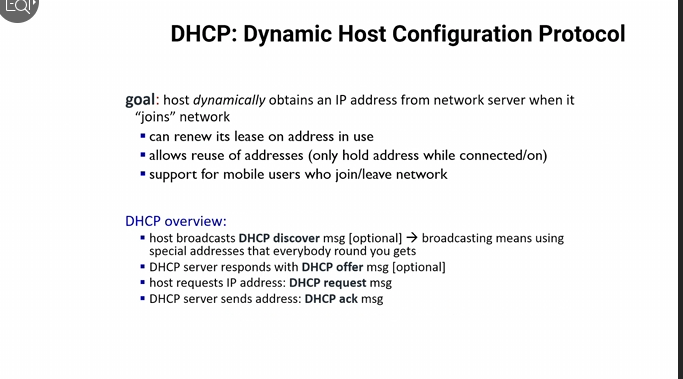 DHCP: Dynamic Host Configuration Protocol
goal: host dynamically obtains an IP address from network server when it
“joins” network
▪ can renew its lease on address in use
▪ allows reuse of addresses (only hold address while connected/on)
▪ support for mobile users who join/leave network
DHCP overview:
▪ host broadcasts DHCP discover msg [optional] → broadcasting means using
special addresses that everybody round you gets
▪ DHCP server responds with DHCP offer msg [optional]
▪ host requests IP address: DHCP request msg
▪ DHCP server sends address: DHCP ack msg